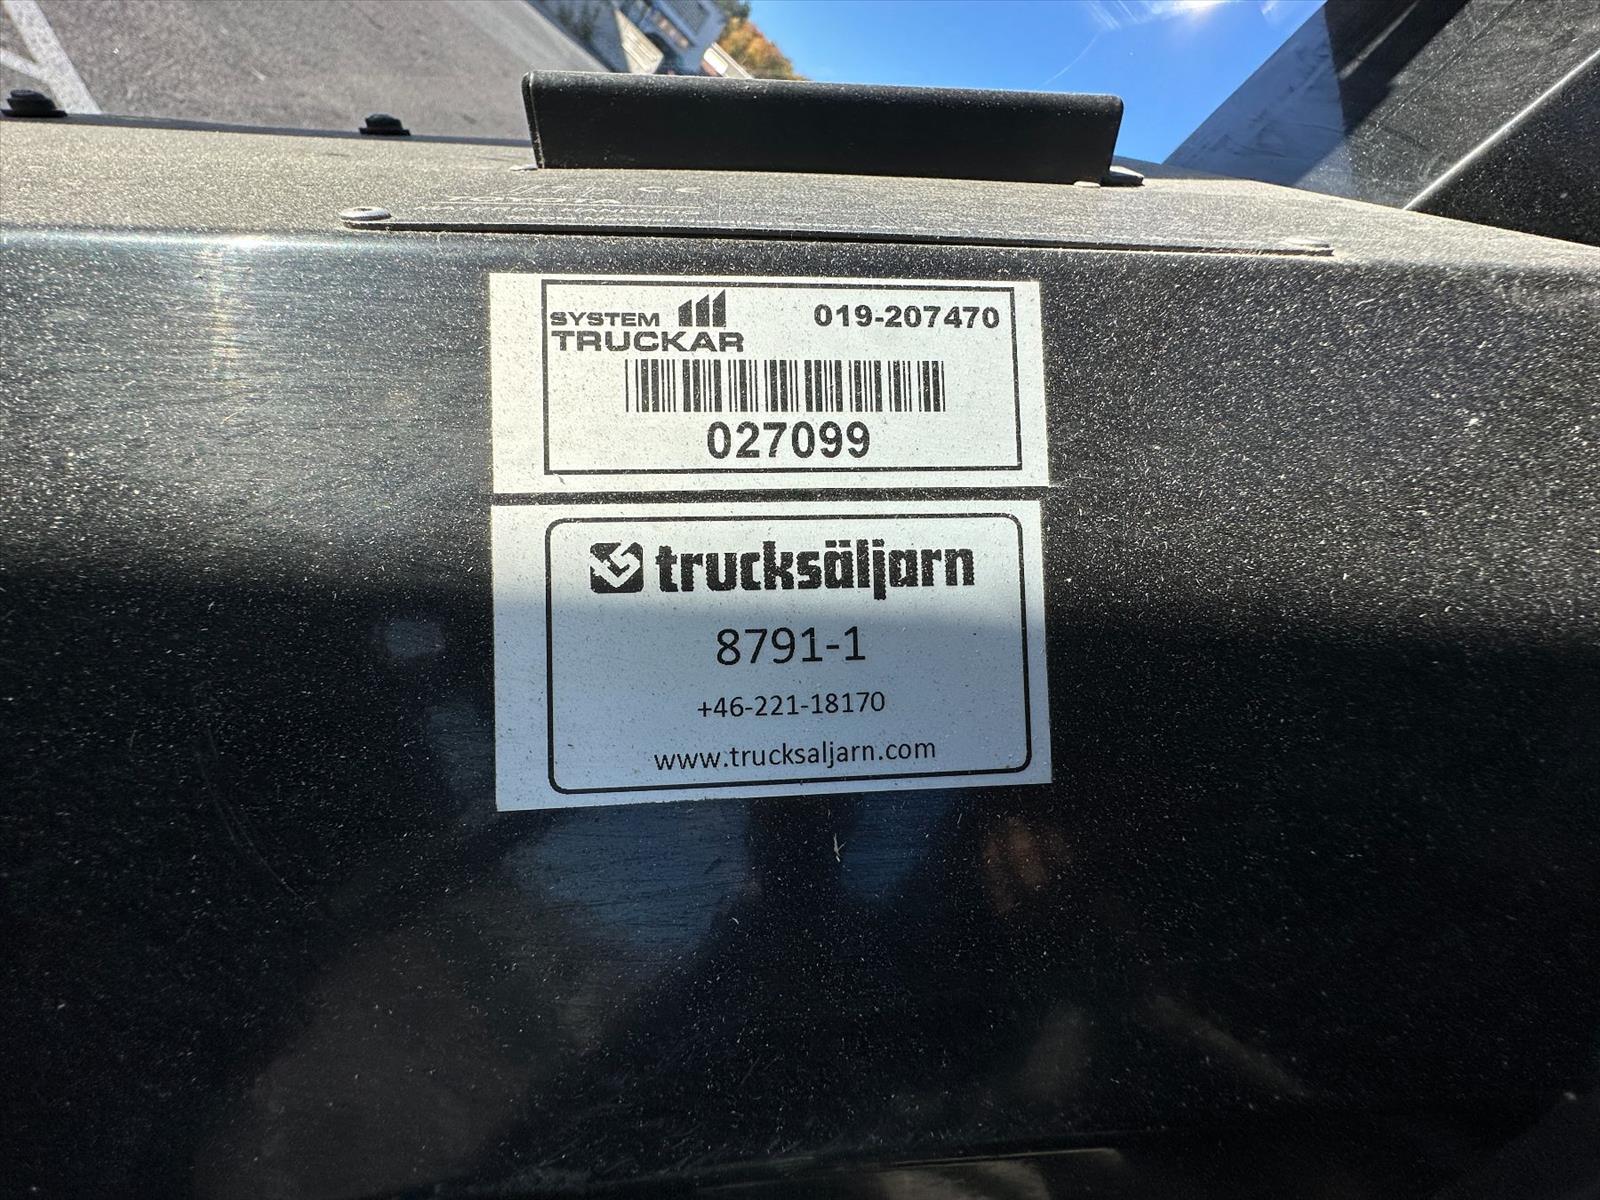 SYSTEM
TRUCKAR
019-207470
027099
trucksäljarn
8791-1
+46-221-18170
www.trucksaljarn.com